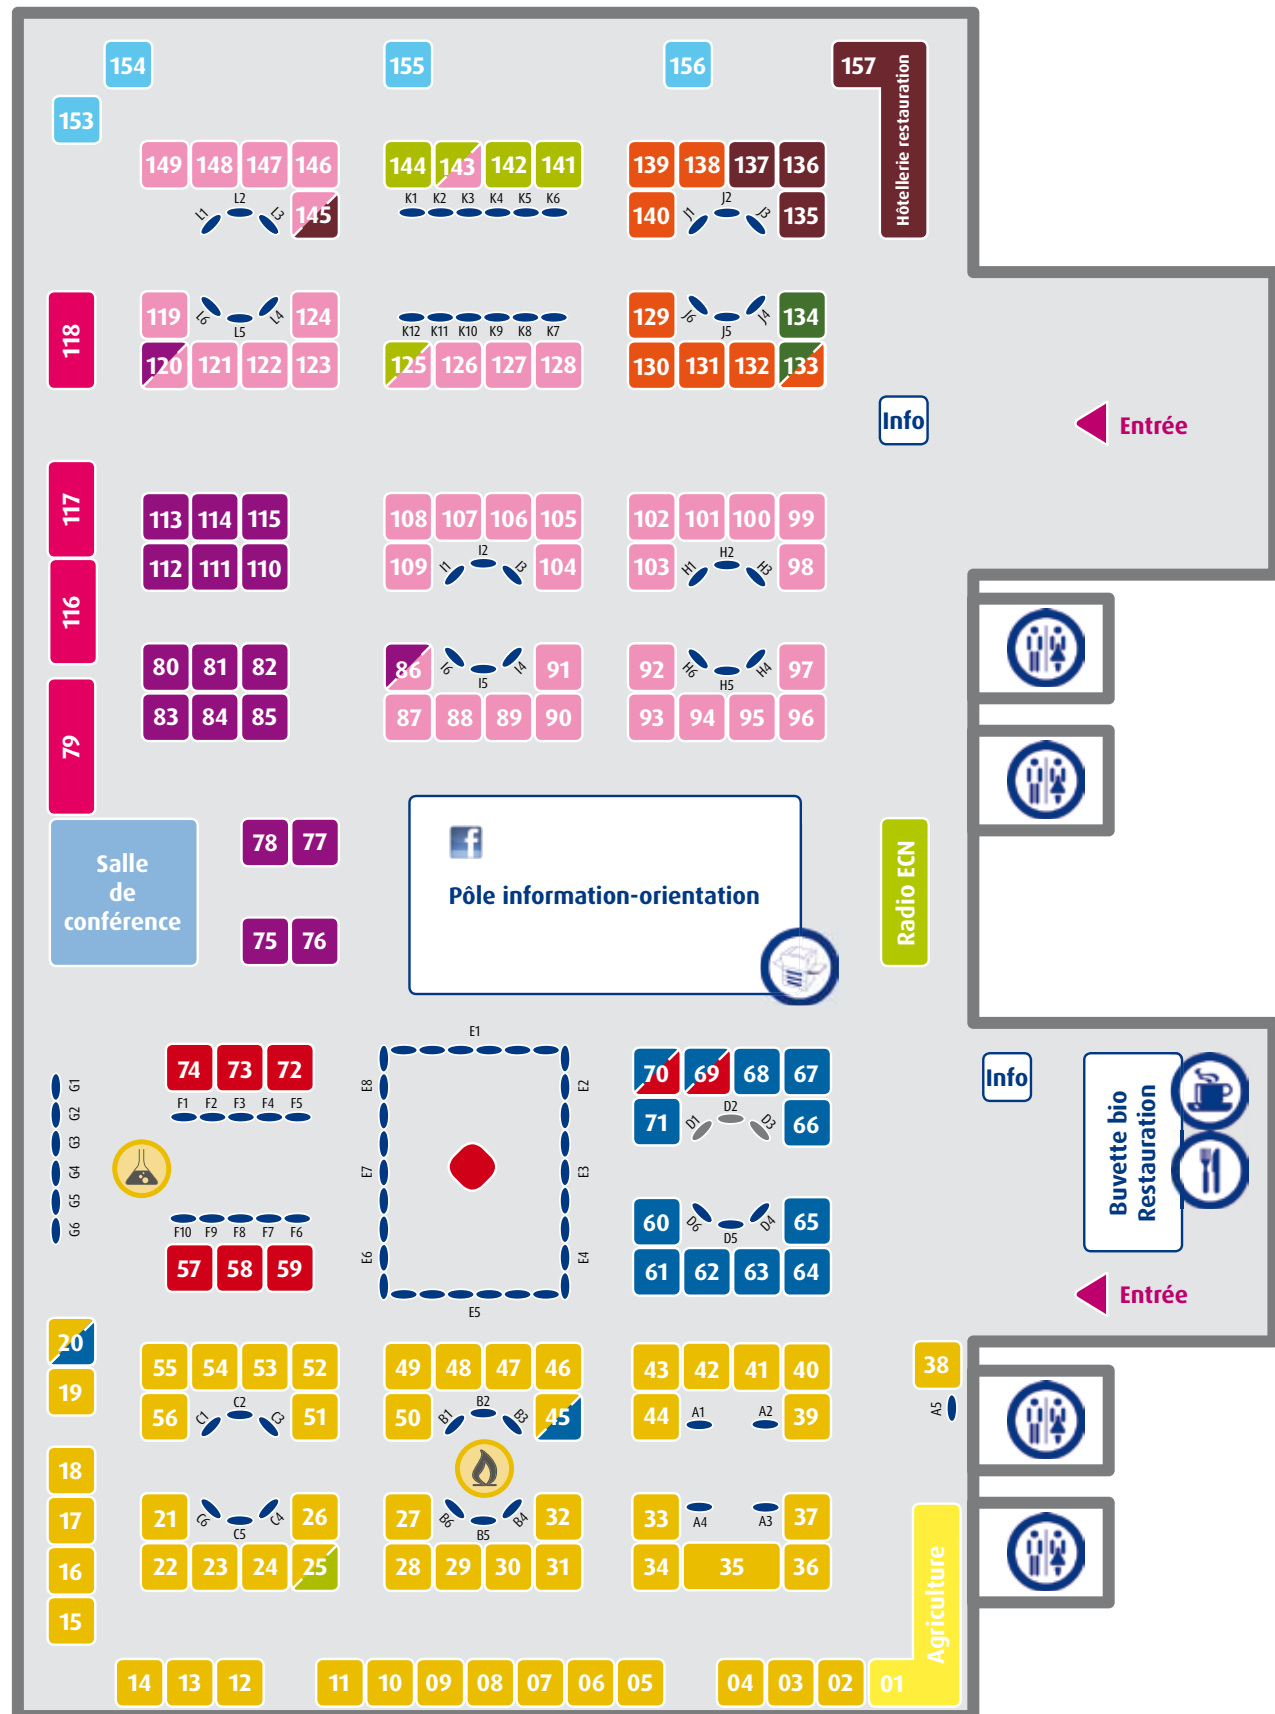 154
155
156
157
Hôtellerie restauration
153
149 148 147 146
144 143 142 141
139 138 137 136
L1 L2 L3
145
K1 K2 K3 K4 K5 K6
140
J1 J2 J3
135
118
119
L6 L5 L4
124
K12 K11 K10 K9 K8 K7
129
J6 J5 J4
134
120 121 122 123
125 126 127 128
130 131 132 133
Info
Entrée
117
113 114 115
108 107 106 105
102 101 100 99
112 111 110
109
I1 I2 I3
104
103
H1 H2 H3
98
116
80 81 82
86
I6 I5 I4
91
92
H6 H5 H4
97
83 84 85
87 88 89 90
93 94 95 96
79
Salle
de
conférence
78 77
75 76
Pôle information-orientation
Radio ECN
E1
74 73 72
F1 F2 F3 F4 F5
G1
G2
G3
G4
G5
G6
E8
E7
E6
E2
E3
E4
E5
70 69 68 67
71
D1 D2 D3
66
Info
Buvette bio
Restauration
F10 F9 F8 F7 F6
57 58 59
60
D6 D5 D4
65
61 62 63 64
Entrée
20
19
55 54 53 52
49 48 47 46
43 42 41 40
38
56
C1 C2 C3
51
50
B1 B2 B3
45
44
A1 A2
39
A5
18
17
16
15
21
C6 C5 C4
26
27
B6 B5 B4
32
33
A4 A3
37
22 23 24 25
28 29 30 31
34 35 36
Agriculture
14 13 12
11 10 09 08 07 06 05
04 03 02 01